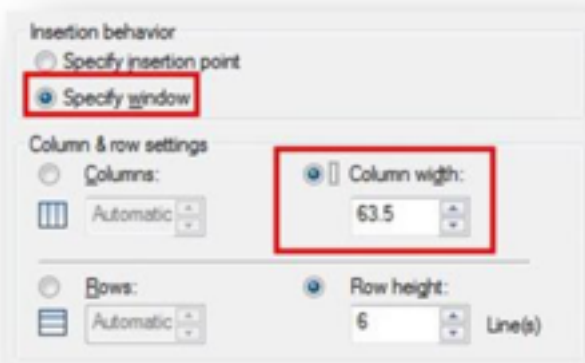 Insertion behavior
Specify insertion point
Specify window
Column & row settings
Columns: Column width:
Automatic 63.5
Rows: Row height:
Automatic 6 Line(s)